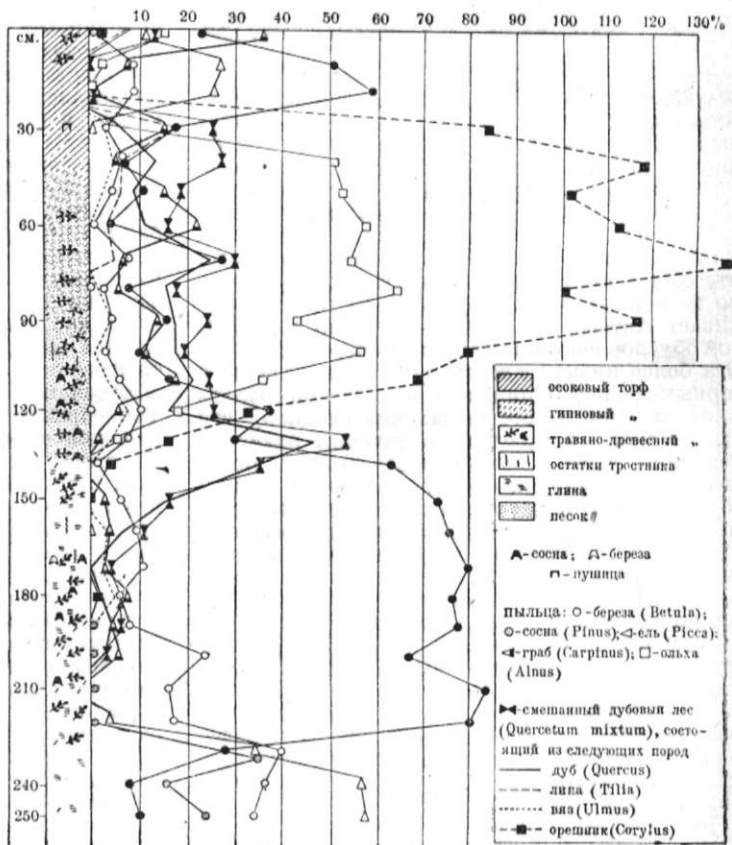 см. 10 20 30 40 50 60 70 80 90 100 110 120 130%
30
60
90
120
150
180
210
240
250
осоковый торф
гипновый „
травяно-древесный „
остатки тростника
глина
песок
-сосна; -береза
-пушица
пыльца: -береза (Betula);
-сосна (Pinus); -ель (Picca);
-граб (Carpinus); -ольха
(Alnus)
-смешанный дубовый лес
(Quercetum mixtum), состо-
ящий из следующих пород
дуб (Quercus)
липа (Tilia)
вяз (Ulmus)
орешник (Corylus)